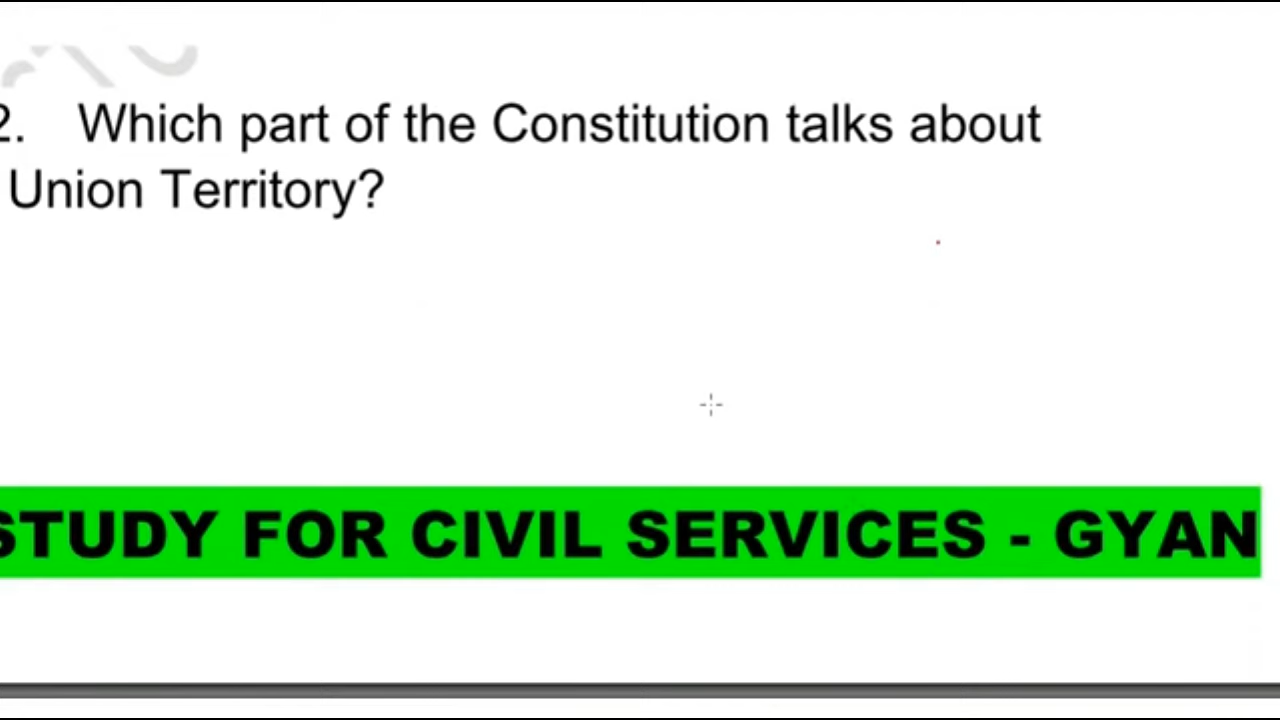 2. Which part of the Constitution talks about
Union Territory?
STUDY FOR CIVIL SERVICES - GYAN